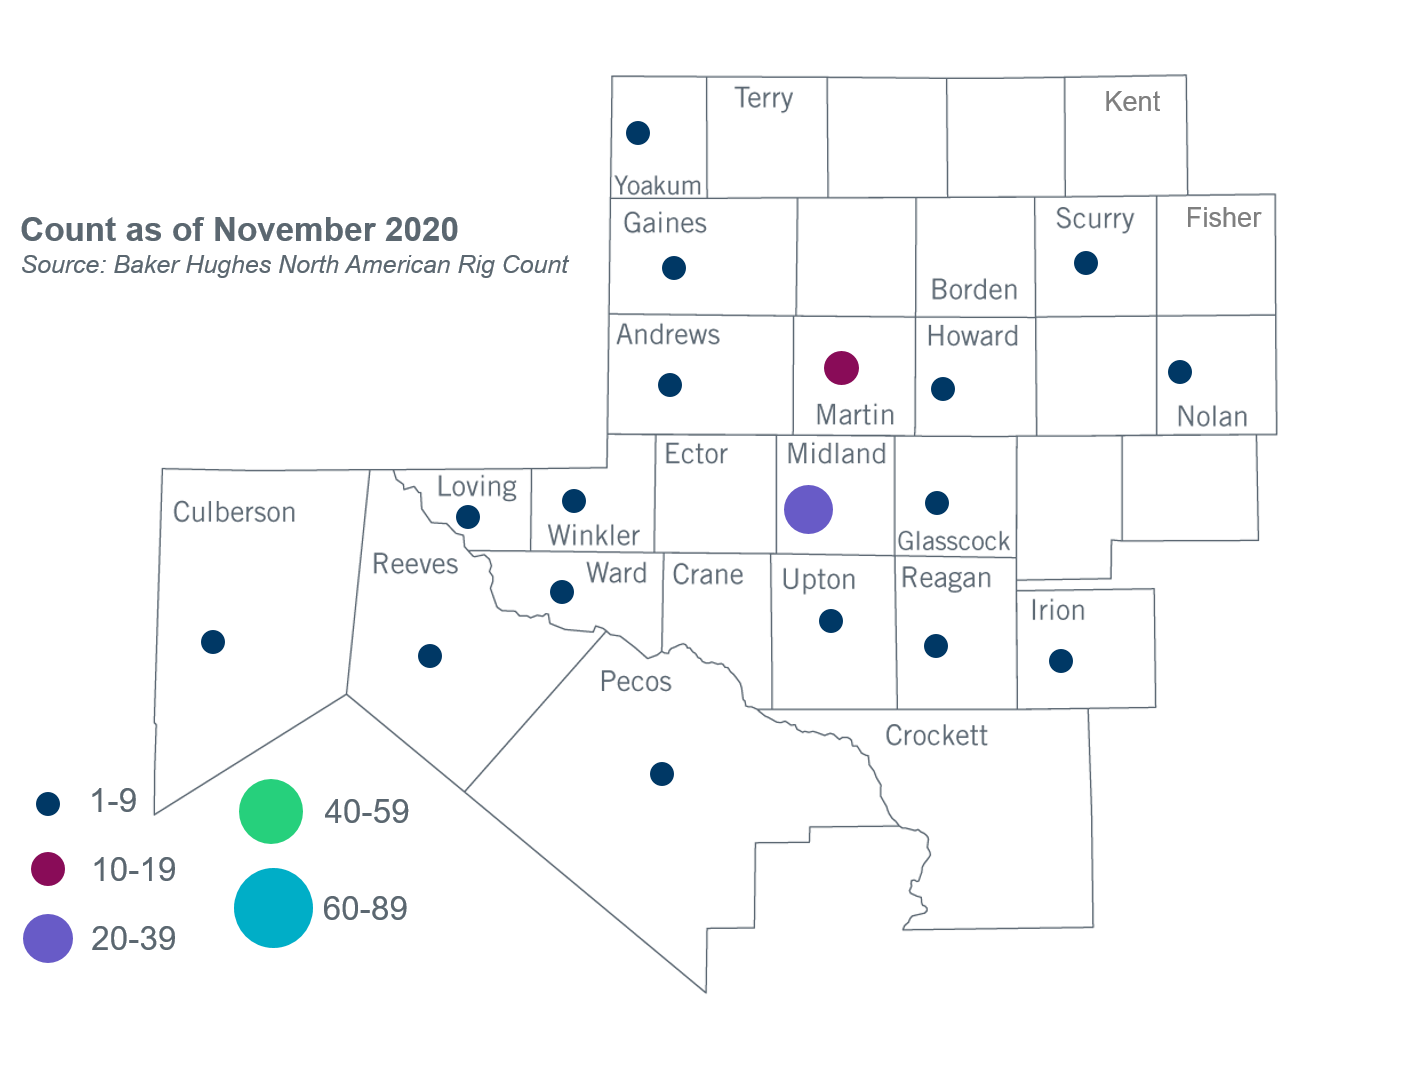 Terry
Kent
Yoakum
Count as of November 2020
Source: Baker Hughes North American Rig Count
Gaines
Scurry
Fisher
Borden
Andrews
Howard
Martin
Nolan
Ector
Midland
Loving
Culberson
Winkler
Glasscock
Reeves
Ward
Crane
Upton
Reagan
Irion
Pecos
Crockett
1-9
40-59
10-19
60-89
20-39